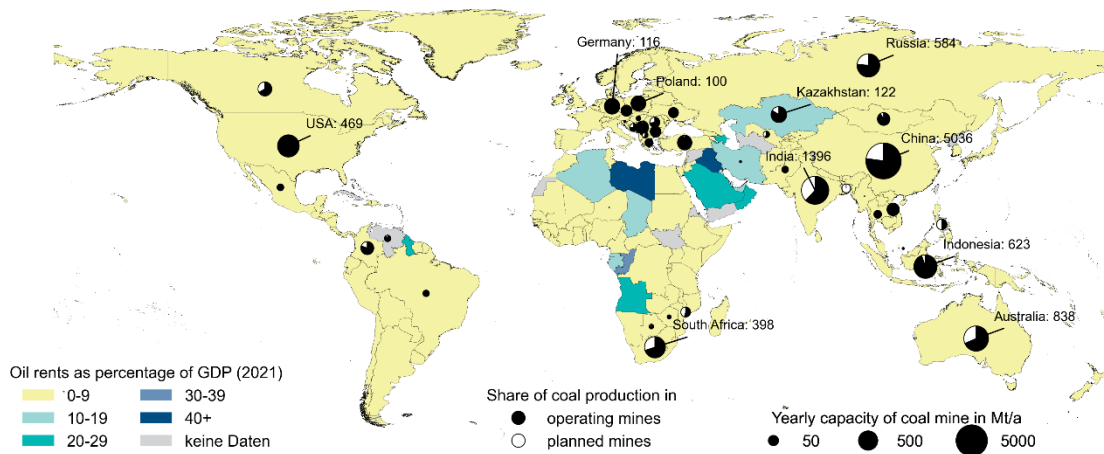 Germany: 116
Russia: 584
Poland: 100
Kazakhstan: 122
USA: 469
China: 5036
India: 1396
Indonesia: 623
Australia: 838
South Africa: 398
Oil rents as percentage of GDP (2021)
0-9
10-19
20-29
30-39
40+
keine Daten
Share of coal production in
operating mines
planned mines
Yearly capacity of coal mine in Mt/a
50
500
5000